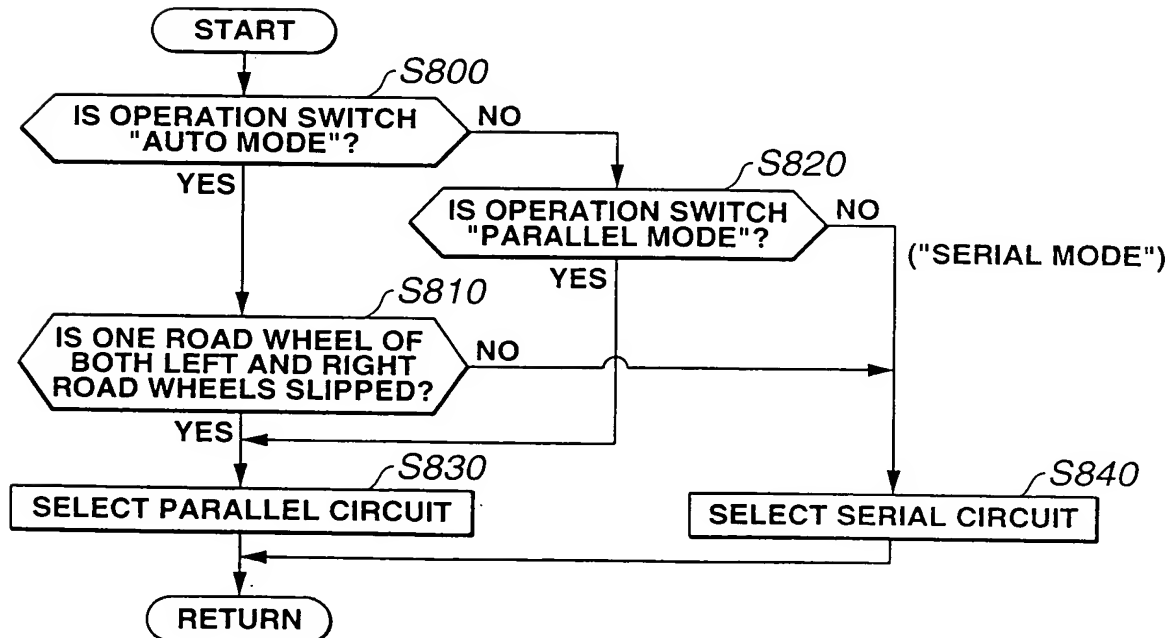 START
S800
IS OPERATION SWITCH
"AUTO MODE"?
NO
YES
S820
IS OPERATION SWITCH
"PARALLEL MODE"?
NO
("SERIAL MODE")
YES
S810
IS ONE ROAD WHEEL OF
BOTH LEFT AND RIGHT
ROAD WHEELS SLIPPED?
NO
YES
S830
SELECT PARALLEL CIRCUIT
S840
SELECT SERIAL CIRCUIT
RETURN